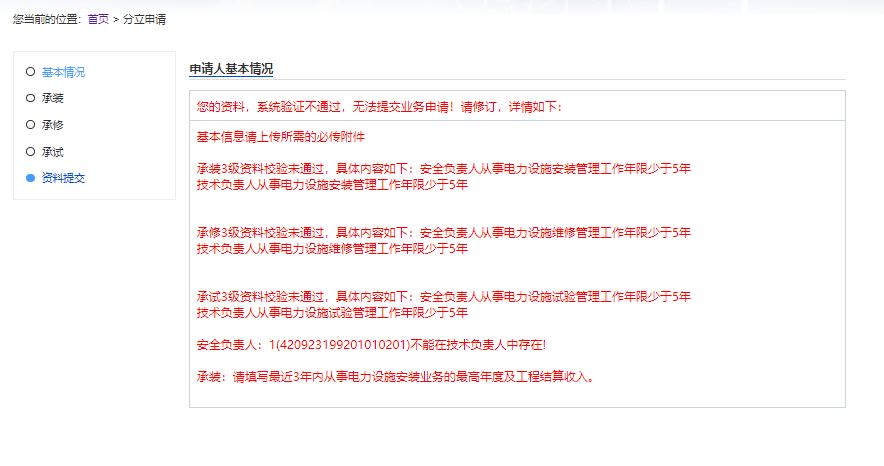 您当前的位置：首页 > 分立申请
基本情况
承装
承修
承试
资料提交
申请人基本情况
您的资料，系统验证不通过，无法提交业务申请！请修订，详情如下：
基本信息请上传所需的必传附件
承装3级资料校验未通过，具体内容如下：安全负责人从事电力设施安装管理工作年限少于5年
技术负责人从事电力设施安装管理工作年限少于5年
承修3级资料校验未通过，具体内容如下：安全负责人从事电力设施维修管理工作年限少于5年
技术负责人从事电力设施维修管理工作年限少于5年
承试3级资料校验未通过，具体内容如下：安全负责人从事电力设施试验管理工作年限少于5年
技术负责人从事电力设施试验管理工作年限少于5年
安全负责人：1(420923199201010201)不能在技术负责人中存在!
承装：请填写最近3年内从事电力设施安装业务的最高年度及工程结算收入。